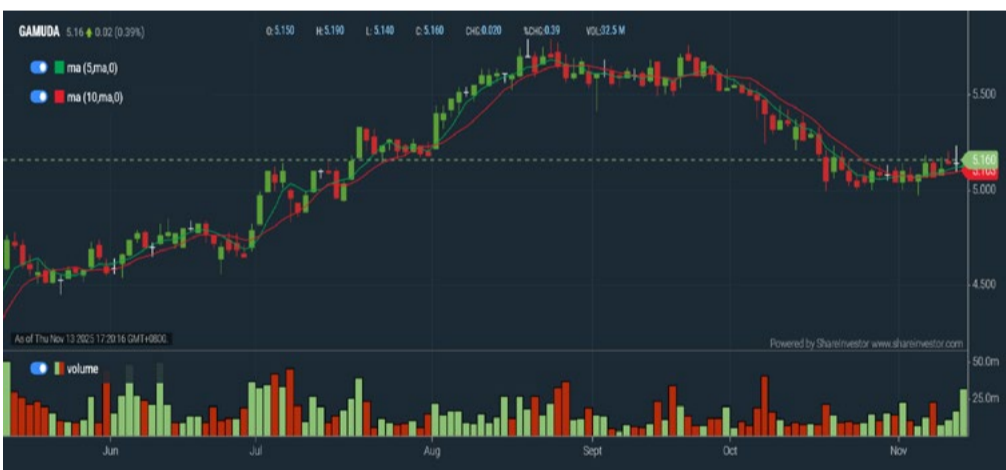 GAMUDA 5.16 0.02 (0.39%) O:5.150 H:5.190 L:5.140 C:5.160 CHG:0.020 %CHG:0.39 VOL:32.5 M
ma (5,ma,0)
ma (10,ma,0)
5.500
5.160
5.105
5.000
4.500
As of Thu Nov 13 2025 17:20:16 GMT+0800.
Powered by ShareInvestor www.shareinvestor.com
volume
50.0m
25.0m
Jun Jul Aug Sept Oct Nov